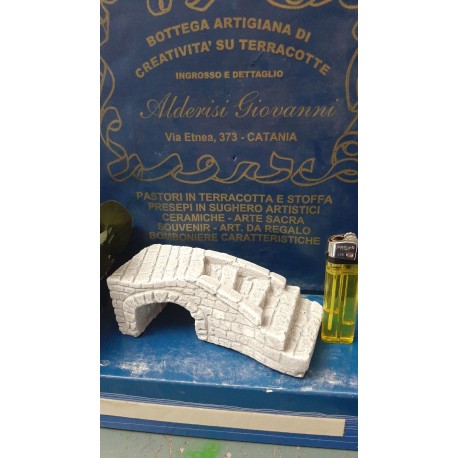 BOTTEGA ARTIGIANA DI
CREATIVITA' SU TERRACOTTE
INGROSSO E DETTAGLIO
Alderisi Giovanni
Via Etnea, 373 - CATANIA
PASTORI IN TERRACOTTA E STOFFA
PRESEPI IN SUGHERO ARTISTICI
CERAMICHE - ARTE SACRA
SOUVENIR - ART. DA REGALO
BOMBONIERE CARATTERISTICHE